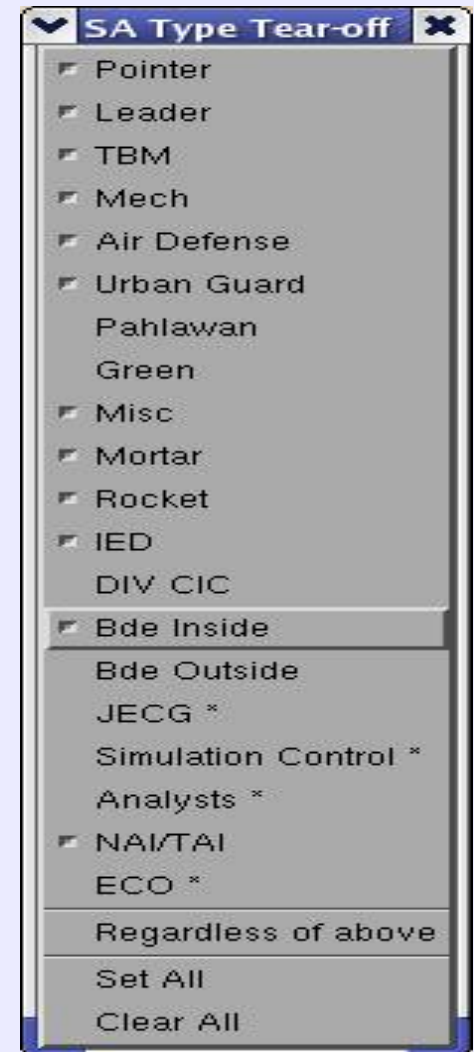 SA Type Tear-off
Pointer
Leader
TBM
Mech
Air Defense
Urban Guard
Pahlawan
Green
Misc
Mortar
Rocket
IED
DIV CIC
Bde Inside
Bde Outside
JECG *
Simulation Control *
Analysts *
NAI/TAI
ECO *
Regardless of above
Set All
Clear All